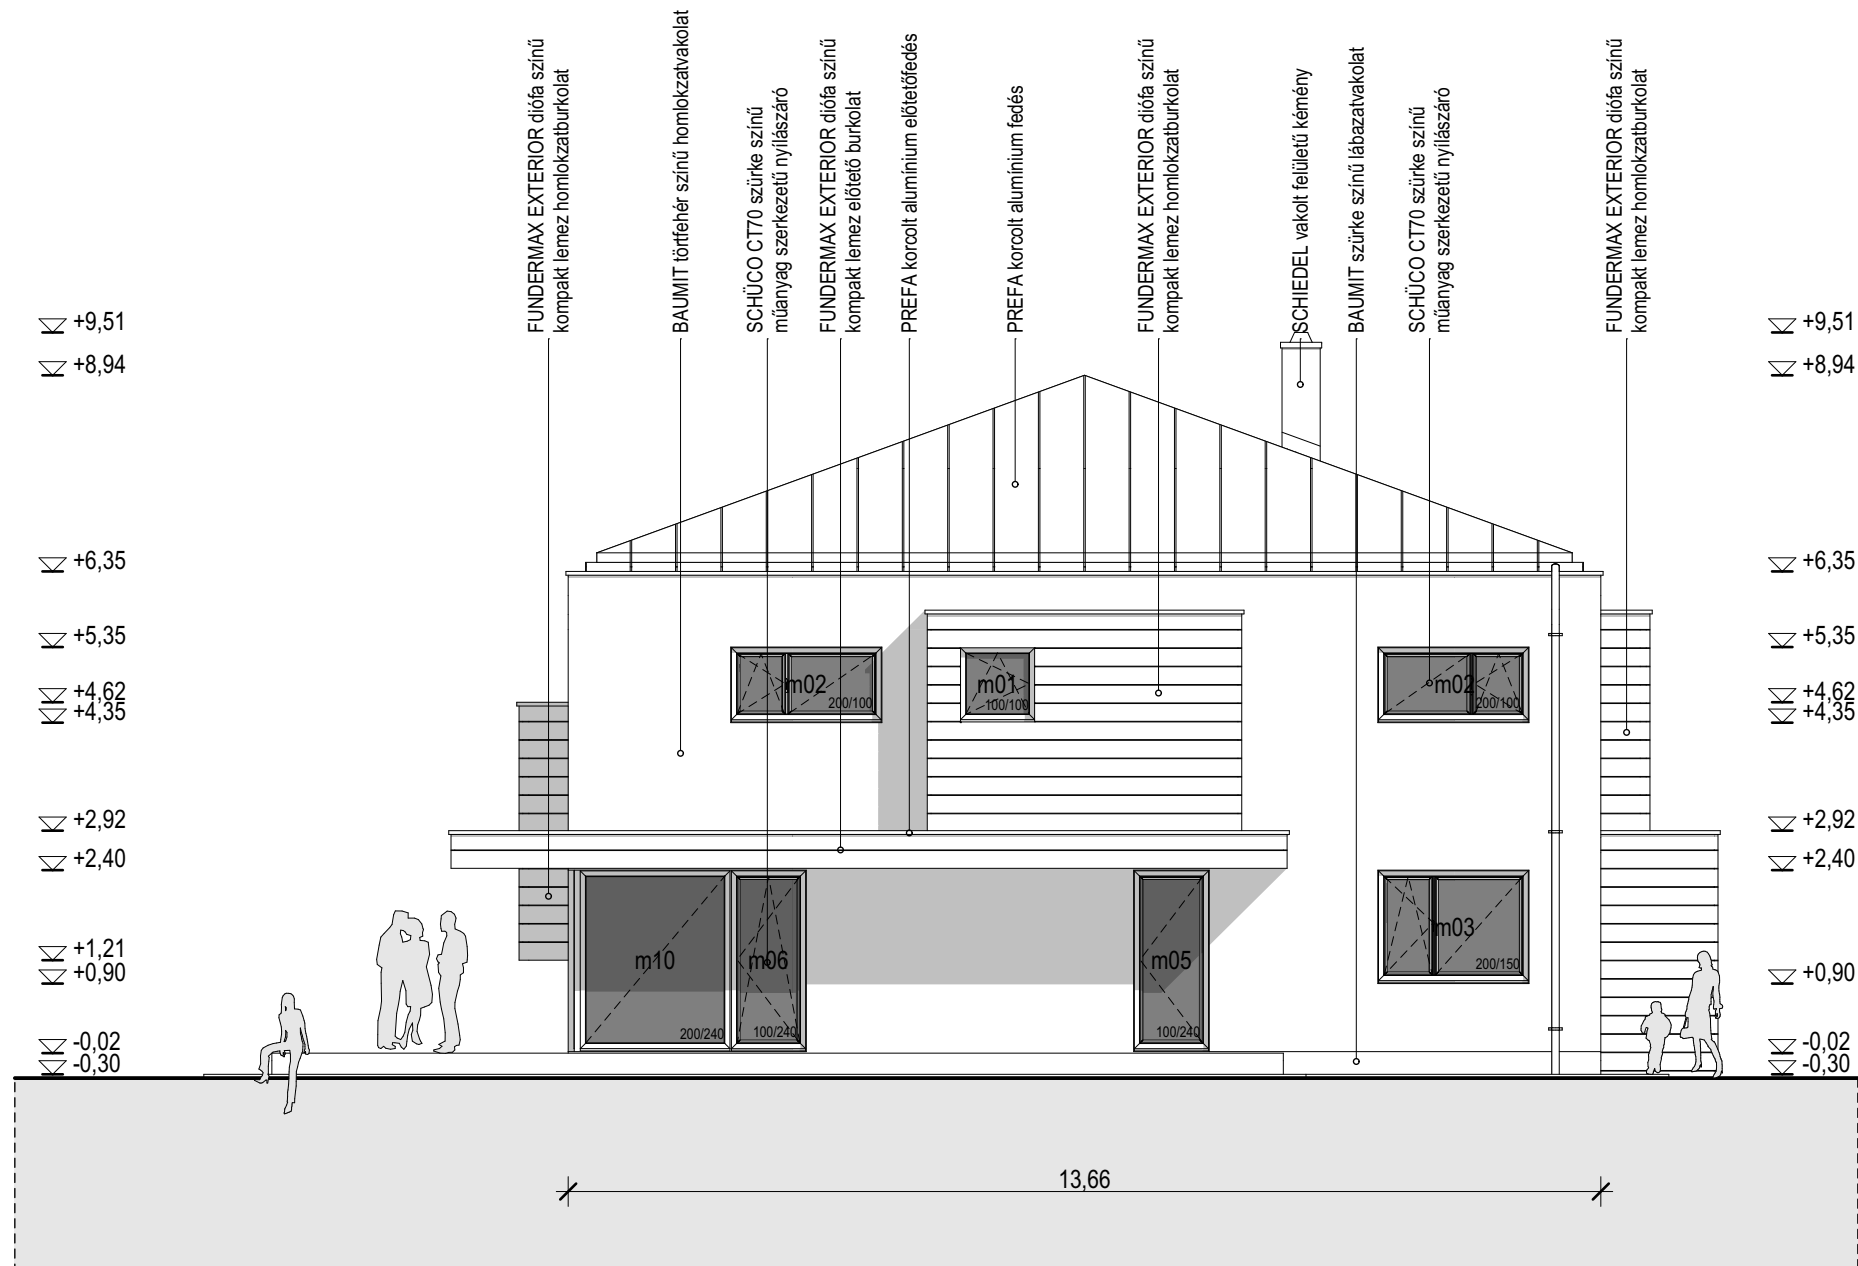 FUNDERMAX EXTERIOR diófa színű
kompakt lemez homlokzatburkolat
BAUMIT törtfehér színű homlokzatvakolat
SCHÜCO CT70 szürke színű
műanyag szerkezetű nyílászáró
FUNDERMAX EXTERIOR diófa színű
kompakt lemez előtető burkolat
PREFA korcolt alumínium előtetőfedés
PREFA korcolt alumínium fedés
FUNDERMAX EXTERIOR diófa színű
kompakt lemez homlokzatburkolat
SCHIEDEL vakolt felületű kémény
BAUMIT szürke színű lábazatvakolat
SCHÜCO CT70 szürke színű
műanyag szerkezetű nyílászáró
FUNDERMAX EXTERIOR diófa színű
kompakt lemez homlokzatburkolat
+9,51
+8,94
+6,35
+5,35
+4,62
+4,35
+2,92
+2,40
+1,21
+0,90
-0,02
-0,30
m02
200/100
m01
100/100
m02
200/100
m10
200/240
m06
100/240
m05
100/240
m03
200/150
+9,51
+8,94
+6,35
+5,35
+4,62
+4,35
+2,92
+2,40
+0,90
-0,02
-0,30
13,66